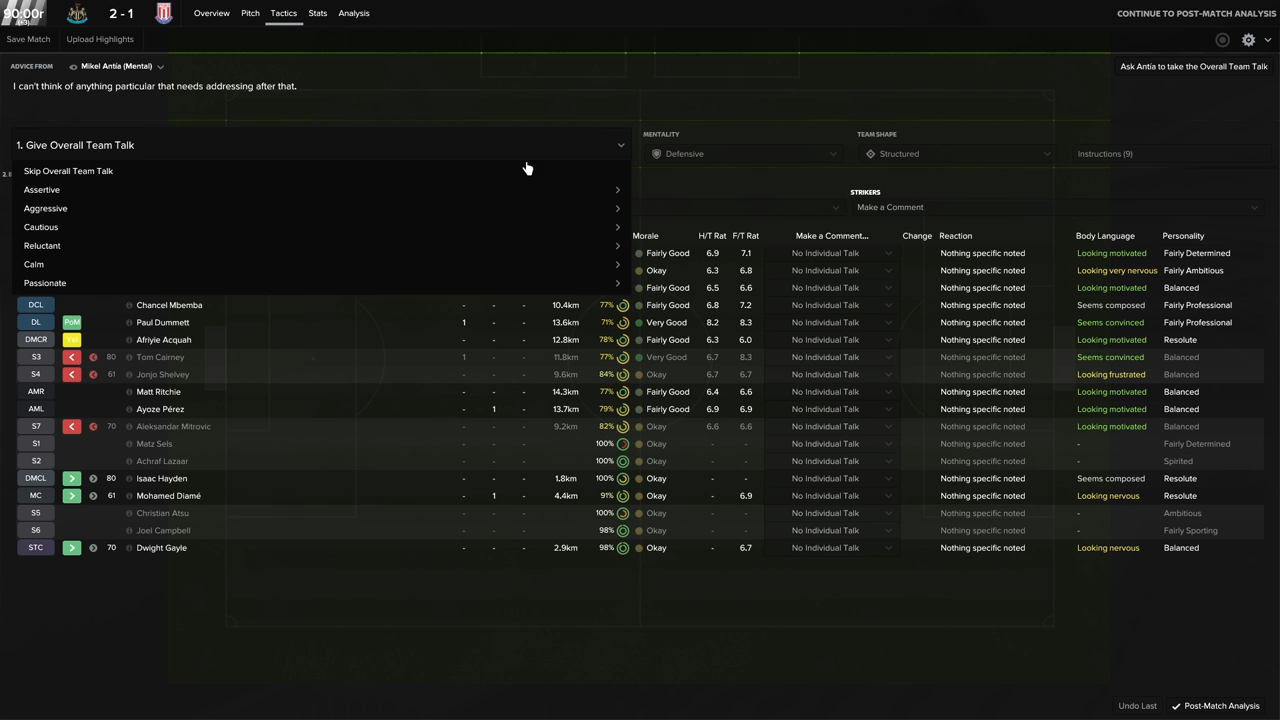 90:00r
(+3)
2 - 1
Overview Pitch Tactics Stats Analysis
CONTINUE TO POST-MATCH ANALYSIS
Save Match Upload Highlights
ADVICE FROM Mikel Antía (Mental)
Ask Antía to take the Overall Team Talk
I can't think of anything particular that needs addressing after that.
1. Give Overall Team Talk
MENTALITY TEAM SHAPE
Defensive Structured Instructions (9)
Skip Overall Team Talk
Assertive
Aggressive
Cautious
Reluctant
Calm
Passionate
STRIKERS
Make a Comment
Morale H/T Rat F/T Rat Make a Comment... Change Reaction Body Language Personality
Fairly Good 6.9 7.1 No Individual Talk Nothing specific noted Looking motivated Fairly Determined
Okay 6.3 6.8 No Individual Talk Nothing specific noted Looking very nervous Fairly Ambitious
Fairly Good 6.5 6.6 No Individual Talk Nothing specific noted Looking motivated Balanced
DCL Chancel Mbemba - - - 10.4km 77% Fairly Good 6.8 7.2 No Individual Talk Nothing specific noted Seems composed Fairly Professional
DL PoM Paul Dummett 1 - - 13.6km 71% Very Good 8.2 8.3 No Individual Talk Nothing specific noted Seems convinced Fairly Professional
DMCR Yel Afriyie Acquah - - - 12.8km 78% Fairly Good 6.3 6.0 No Individual Talk Nothing specific noted Looking motivated Resolute
S3 80 Tom Cairney 1 - - 11.8km 77% Very Good 6.7 8.3 No Individual Talk Nothing specific noted Seems convinced Balanced
S4 61 Jonjo Shelvey - - - 9.6km 84% Okay 6.7 6.7 No Individual Talk Nothing specific noted Looking frustrated Balanced
AMR Matt Ritchie - - - 14.3km 77% Fairly Good 6.4 6.6 No Individual Talk Nothing specific noted Looking motivated Balanced
AML Ayoze Pérez - 1 - 13.7km 79% Fairly Good 6.9 6.9 No Individual Talk Nothing specific noted Looking motivated Balanced
S7 70 Aleksandar Mitrovic - - - 9.2km 82% Okay 6.6 6.6 No Individual Talk Nothing specific noted Looking motivated Balanced
S1 Matz Sels 100% Okay - - No Individual Talk Nothing specific noted - Fairly Determined
S2 Achraf Lazaar 100% Okay - - No Individual Talk Nothing specific noted - Spirited
DMCL 80 Isaac Hayden - - - 1.8km 100% Okay - - No Individual Talk Nothing specific noted Seems composed Resolute
MC 61 Mohamed Diamé - 1 - 4.4km 91% Okay - 6.9 No Individual Talk Nothing specific noted Looking nervous Resolute
S5 Christian Atsu 100% Okay - - No Individual Talk Nothing specific noted - Ambitious
S6 Joel Campbell 98% Okay - - No Individual Talk Nothing specific noted - Fairly Sporting
STC 70 Dwight Gayle - - - 2.9km 98% Okay - 6.7 No Individual Talk Nothing specific noted Looking nervous Balanced
Undo Last Post-Match Analysis